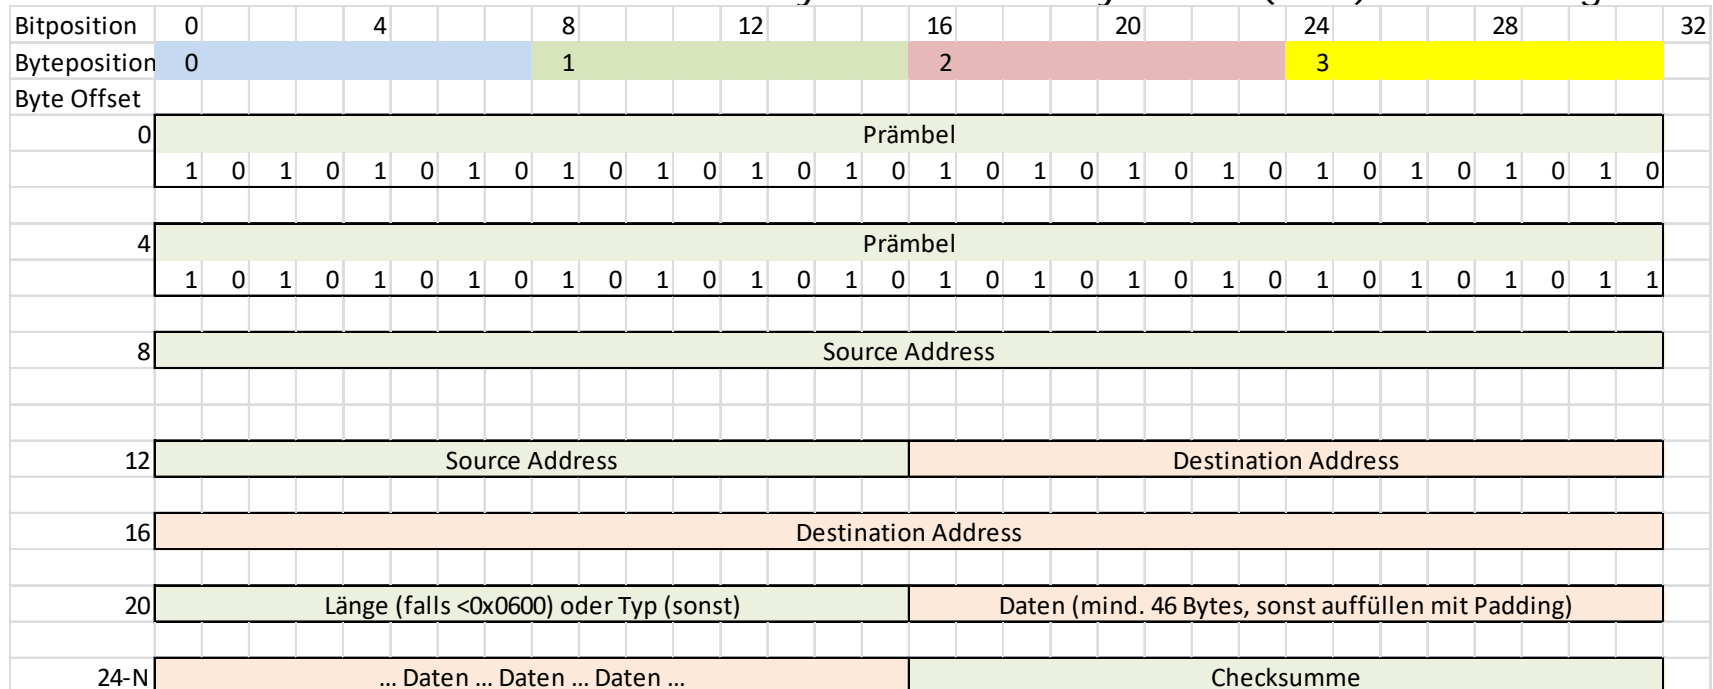 Bitposition 0 4 8 12 16 20 24 28 32
Byteposition 0 1 2 3
Byte Offset
0 Prämbel
1 0 1 0 1 0 1 0 1 0 1 0 1 0 1 0 1 0 1 0 1 0 1 0 1 0 1 0 1 0 1 0
4 Prämbel
1 0 1 0 1 0 1 0 1 0 1 0 1 0 1 0 1 0 1 0 1 0 1 0 1 0 1 0 1 0 1 1
8 Source Address
12 Source Address Destination Address
16 Destination Address
20 Länge (falls <0x0600) oder Typ (sonst) Daten (mind. 46 Bytes, sonst auffüllen mit Padding)
24-N ... Daten ... Daten ... Daten ... Checksumme